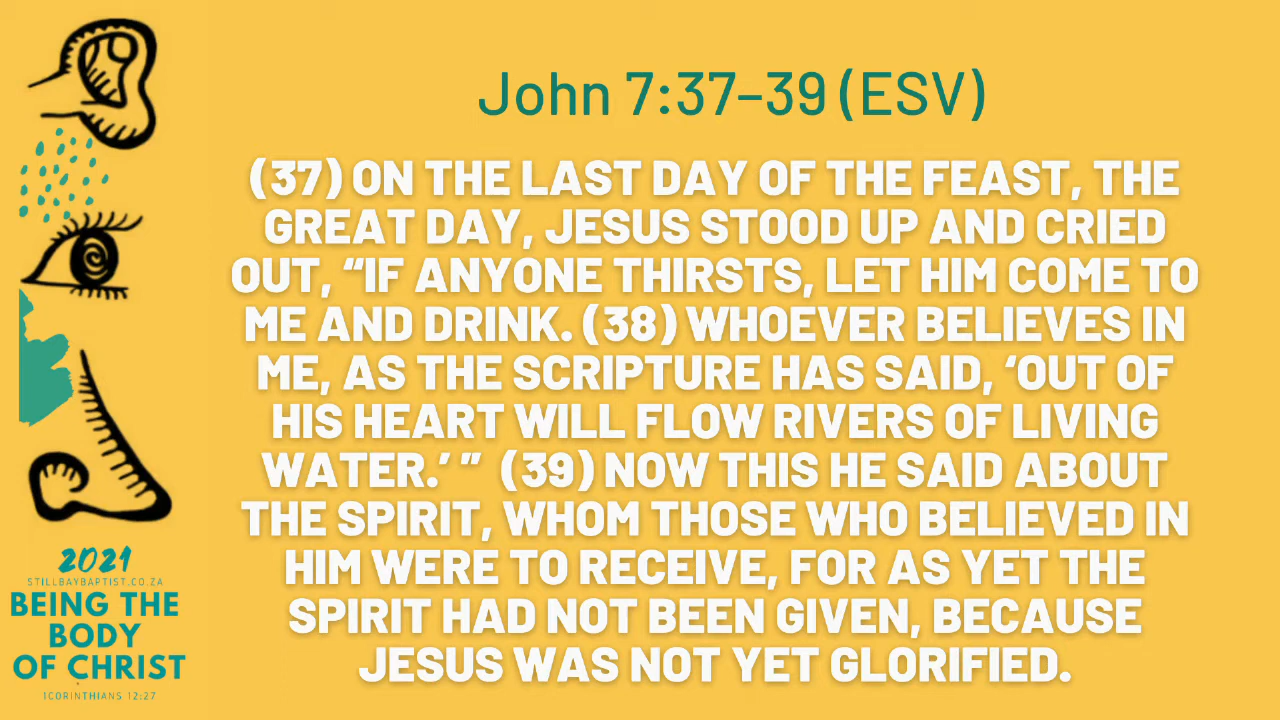 John 7:37–39 (ESV)
(37) ON THE LAST DAY OF THE FEAST, THE
GREAT DAY, JESUS STOOD UP AND CRIED
OUT, “IF ANYONE THIRSTS, LET HIM COME TO
ME AND DRINK. (38) WHOEVER BELIEVES IN
ME, AS THE SCRIPTURE HAS SAID, ‘OUT OF
HIS HEART WILL FLOW RIVERS OF LIVING
WATER.’ ” (39) NOW THIS HE SAID ABOUT
THE SPIRIT, WHOM THOSE WHO BELIEVED IN
HIM WERE TO RECEIVE, FOR AS YET THE
SPIRIT HAD NOT BEEN GIVEN, BECAUSE
JESUS WAS NOT YET GLORIFIED.
2021
STILLBAYBAPTIST.CO.ZA
BEING THE
BODY
OF CHRIST
1CORINTHIANS 12:27